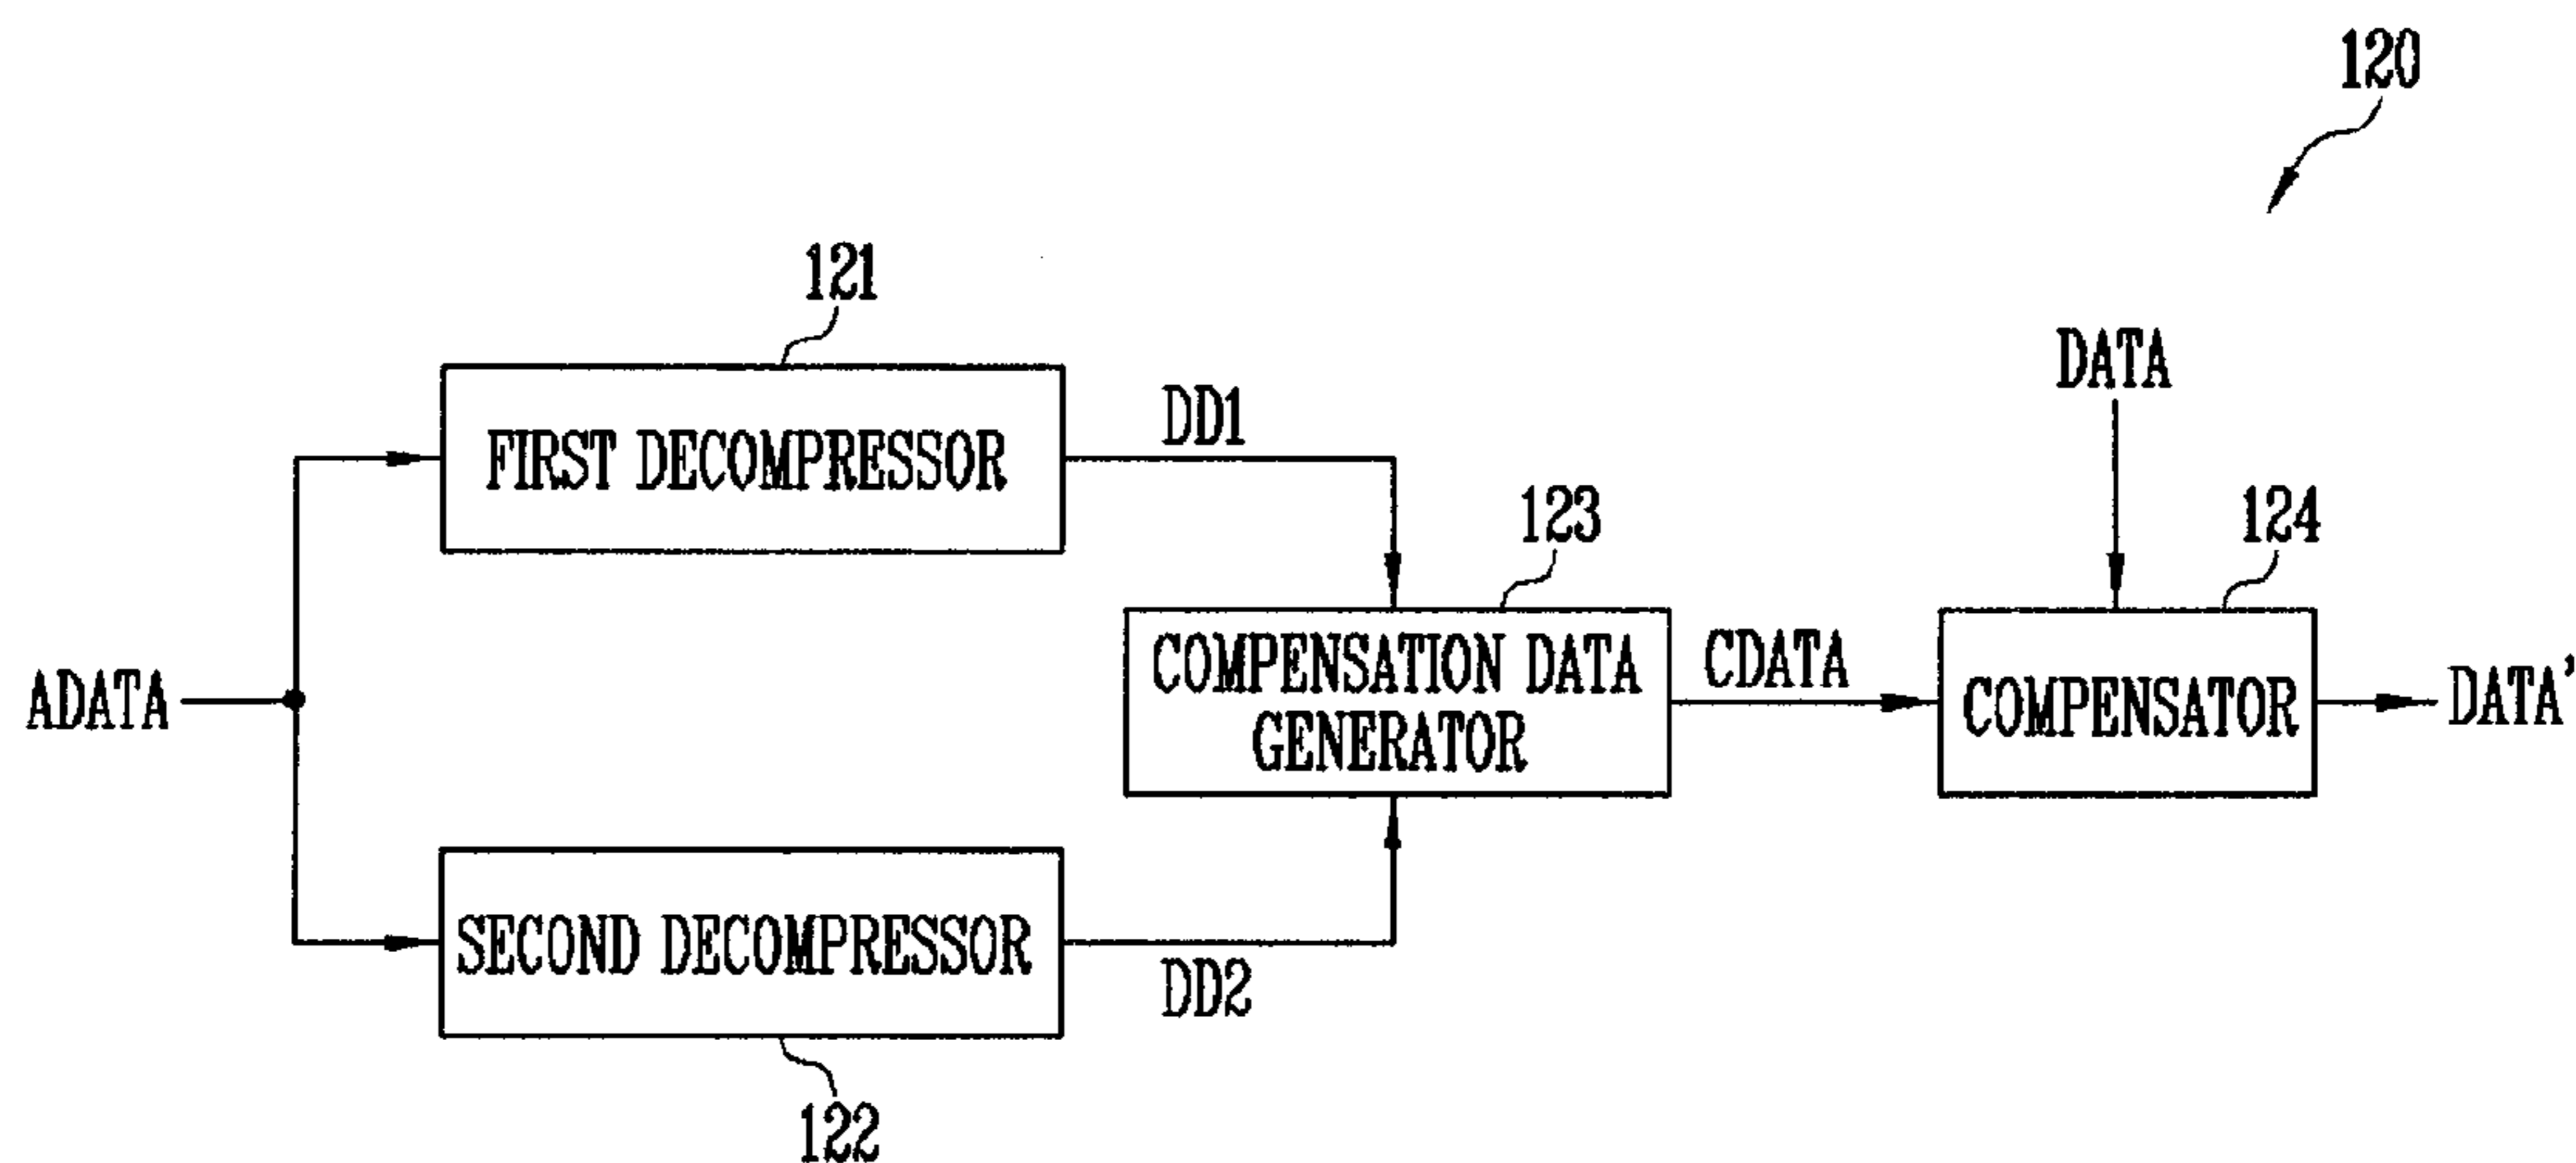 120
121
DATA
FIRST DECOMPRESSOR
DD1
123
124
ADATA
COMPENSATION DATA
GENERATOR
CDATA
COMPENSATOR
DATA'
SECOND DECOMPRESSOR
DD2
122